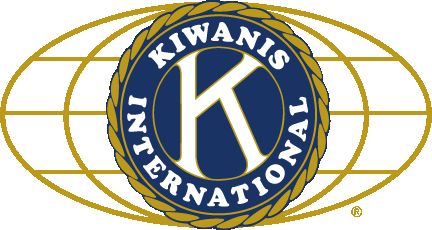 KIWANIS
K
INTERNATIONAL
®